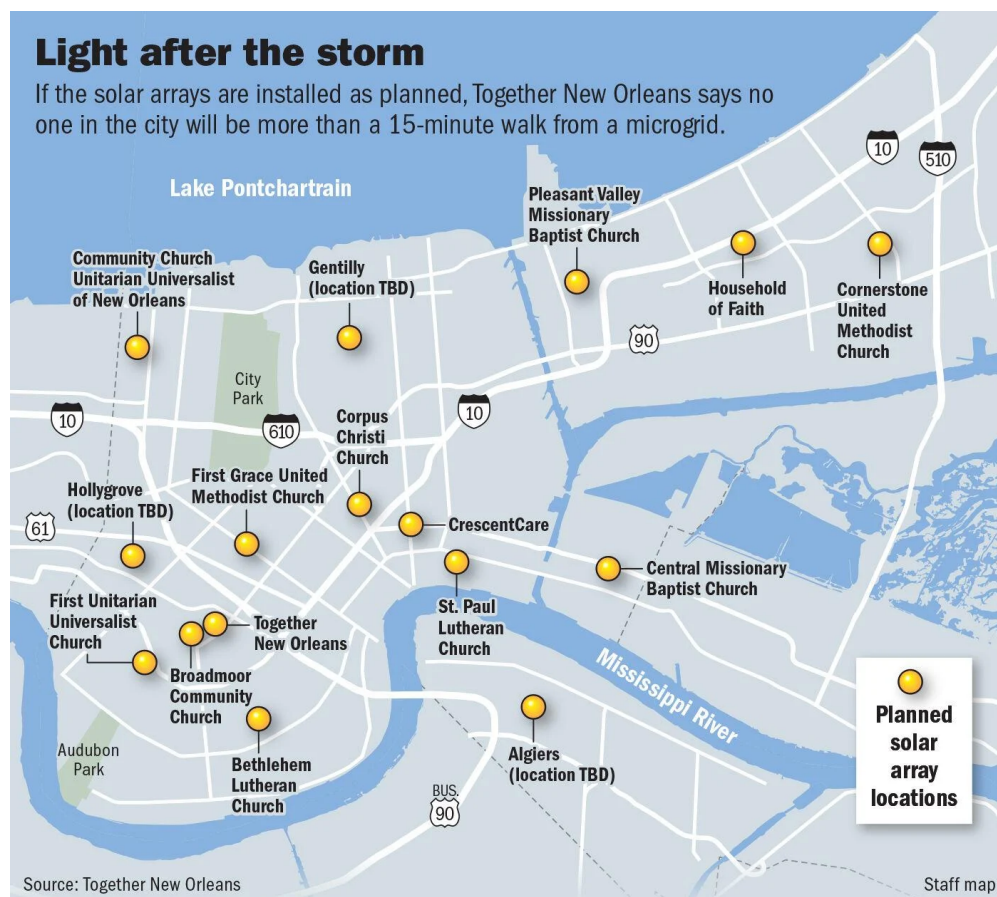 Light after the storm
If the solar arrays are installed as planned, Together New Orleans says no
one in the city will be more than a 15-minute walk from a microgrid.
10
510
Lake Pontchartrain
Pleasant Valley
Missionary
Baptist Church
Community Church
Unitarian Universalist
of New Orleans
Gentilly
(location TBD)
Household
of Faith
Cornerstone
United
Methodist
Church
90
City
Park
10
610
10
Corpus
Christi
Church
First Grace United
Methodist Church
Hollygrove
(location TBD)
61
CrescentCare
Central Missionary
Baptist Church
First Unitarian
Universalist
Church
St. Paul
Lutheran
Church
Together
New Orleans
Broadmoor
Community
Church
Mississippi River
Audubon
Park
Bethlehem
Lutheran
Church
Algiers
(location TBD)
BUS.
90
Planned
solar
array
locations
Source: Together New Orleans
Staff map